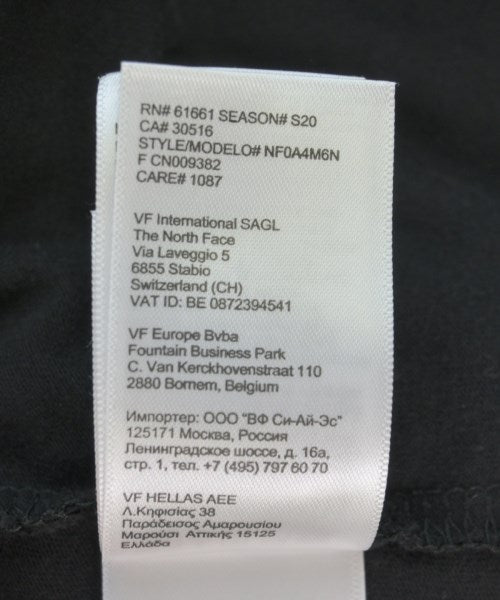 RN# 61661 SEASON# S20
CA# 30516
STYLE/MODELO# NF0A4M6N
F CN009382
CARE# 1087
VF International SAGL
The North Face
Via Laveggio 5
6855 Stabio
Switzerland (CH)
VAT ID: BE 0872394541
VF Europe Bvba
Fountain Business Park
C. Van Kerckhovenstraat 110
2880 Bornem, Belgium
Импортер: ООО "ВФ Си-Ай-Эс"
125171 Москва, Россия
Ленинградское шоссе, д. 16а,
стр. 1, тел. +7 (495) 797 60 70
VF HELLAS AEE
Λ.Κηφισίας 38
Παράδεισος Αμαρουσίου
Μαρούσι Αττικής 15125
Ελλάδα